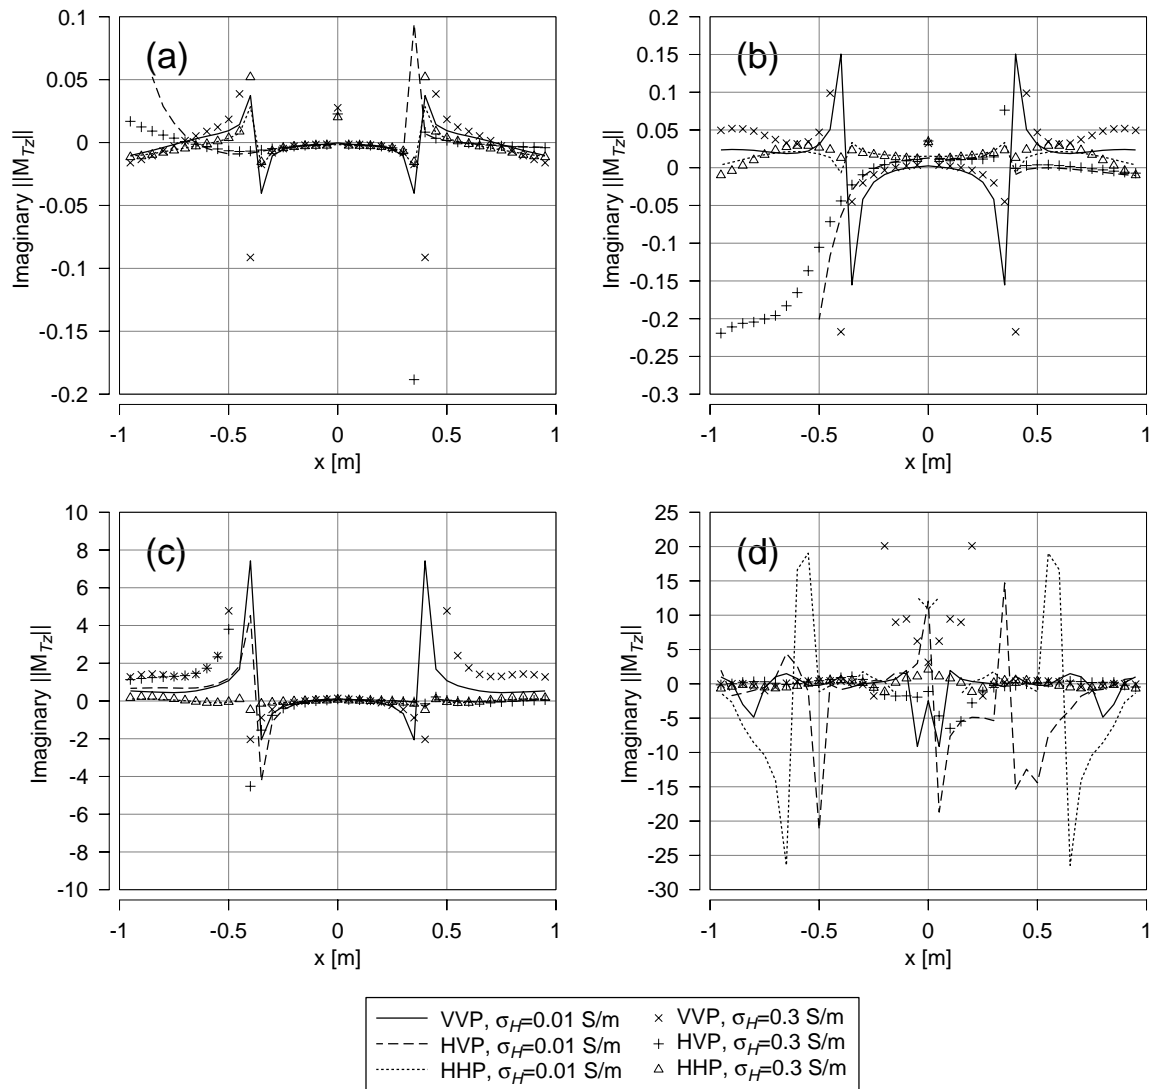 0.1
0.05
0
-0.05
-0.1
-0.15
-0.2
Imaginary ||M_Tz||
(a)
-1 -0.5 0 0.5 1
x [m]
0.2
0.15
0.1
0.05
0
-0.05
-0.1
-0.15
-0.2
-0.25
-0.3
Imaginary ||M_Tz||
(b)
-1 -0.5 0 0.5 1
x [m]
10
8
6
4
2
0
-2
-4
-6
-8
-10
Imaginary ||M_Tz||
(c)
-1 -0.5 0 0.5 1
x [m]
25
20
15
10
5
0
-5
-10
-15
-20
-25
-30
Imaginary ||M_Tz||
(d)
-1 -0.5 0 0.5 1
x [m]
VVP, σ_H=0.01 S/m
HVP, σ_H=0.01 S/m
HHP, σ_H=0.01 S/m
VVP, σ_H=0.3 S/m
HVP, σ_H=0.3 S/m
HHP, σ_H=0.3 S/m